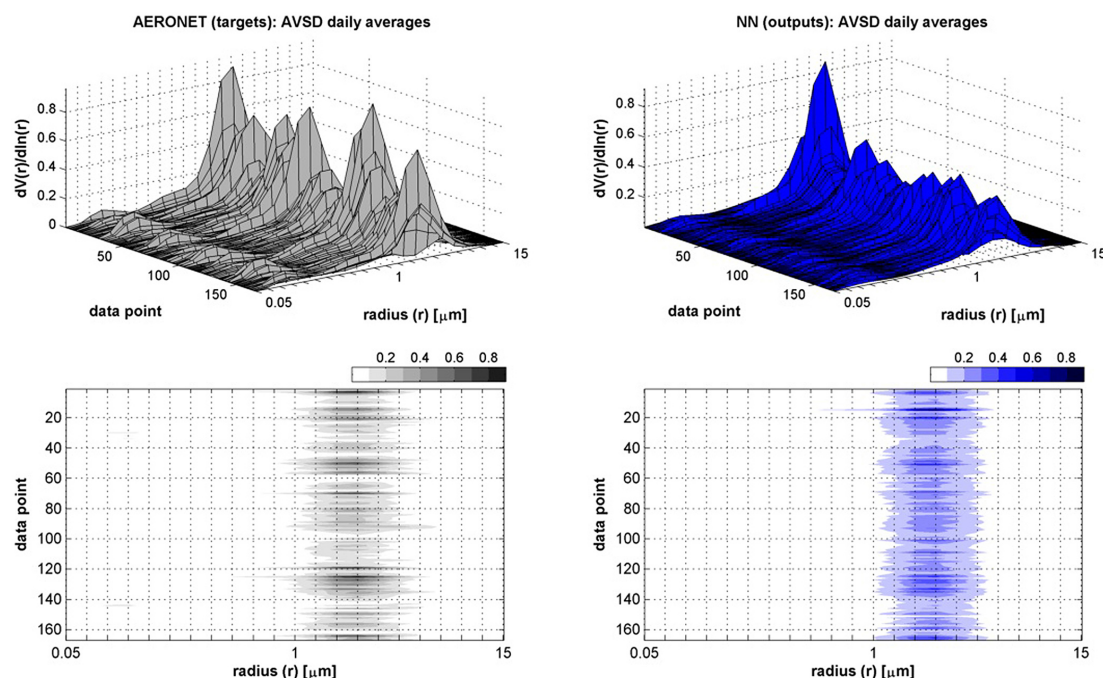 AERONET (targets): AVSD daily averages
0.8
0.6
0.4
0.2
0
dV(r)/dln(r)
50
100
150
data point
0.05
1
15
radius (r) [μm]
NN (outputs): AVSD daily averages
0.8
0.6
0.4
0.2
dV(r)/dln(r)
50
100
150
data point
0.05
1
15
radius (r) [μm]
0.2 0.4 0.6 0.8
20
40
60
80
100
120
140
160
data point
0.05 1 15
radius (r) [μm]
0.2 0.4 0.6 0.8
20
40
60
80
100
120
140
160
data point
0.05 1 15
radius (r) [μm]